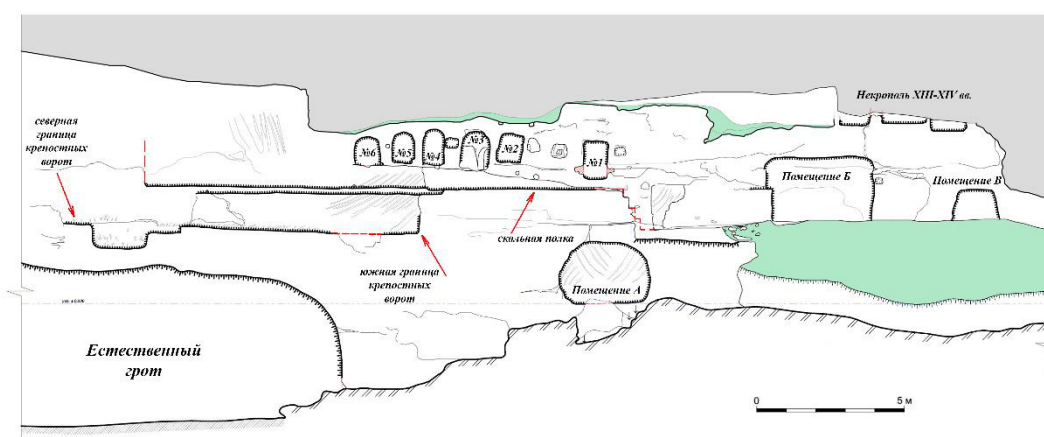 Некрополь XIII-XIV вв.
северная
граница
крепостных
ворот
№6
№5
№4
№3
№2
№1
Помещение Б
Помещение В
скальная полка
южная граница
крепостных
ворот
Помещение А
Естественный
грот
0
5 м